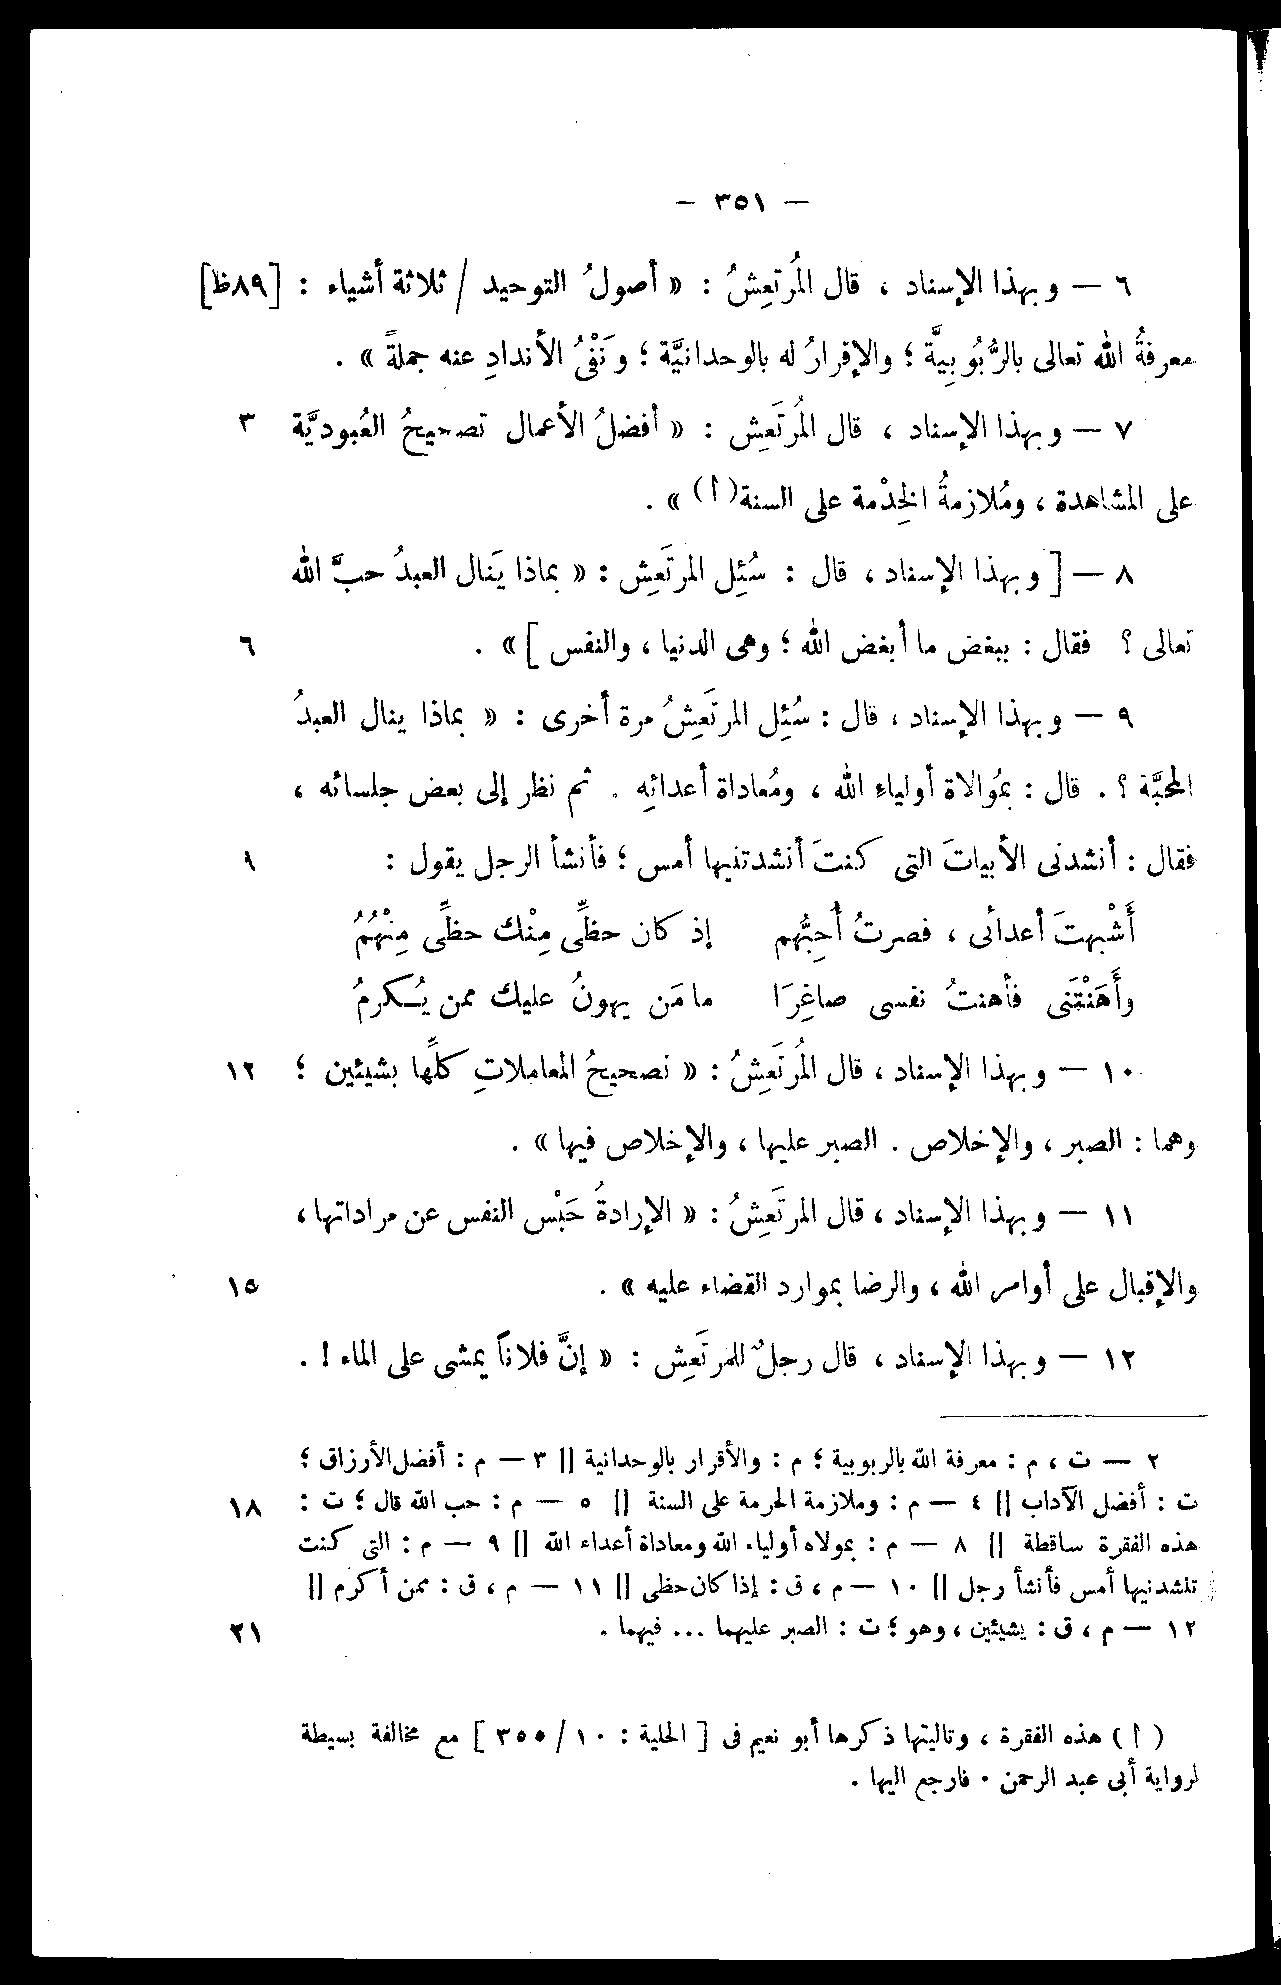 — ٣٥١ —
٦ — وبهذا الإسناد ، قال المُرتعِشُ : « أصولُ التوحيد / ثلاثة أشياء : [٨٩ظ]
معرفةُ الله تعالى بالرُّبُوبِيَّة ؛ والإقرارُ له بالوحدانيَّة ؛ ونَفْىُ الأندادِ عنه جملةً » .
٧ — وبهذا الإسناد ، قال المُرتَعِش : « أفضلُ الأعمال تصحيحُ العُبوديَّة ٣
على المشاهدة ، ومُلازمةُ الخِدْمة على السنة(أ) » .
٨ — [ وبهذا الإسناد ، قال : سُئِل المرتَعِش : « بماذا يَنال العبدُ حبَّ الله
تعالى ؟ فقال : ببغض ما أبغض الله ؛ وهى الدنيا ، والنفس ] » . ٦
٩ — وبهذا الإسناد ، قال : سُئِل المرتَعِشُ مرة أخرى : « بماذا ينال العبدُ
المحبَّة ؟ . قال : بمُوالاة أولياءِ الله ، ومُعاداة أعدائِه . ثم نظر إلى بعض جلسائه ،
فقال : أنشدنى الأبياتَ التى كنتَ أنشدتنيها أمس ؛ فأنشأ الرجل يقول : ٩
أَشْبهتَ أعدائى ، فصرتُ أُحِبُّهم إذ كان حظِّى مِنْك حظِّى مِنْهُمُ
وأَهَنْتَنى فأهنتُ نفسى صاغِرَا ما مَن يهونُ عليك ممن يُكرمُ
١٠ — وبهذا الإسناد ، قال المُرتَعِشُ : « تصحيحُ المعاملاتِ كلِّها بشيئين ؛ ١٢
وهما : الصبر ، والإخلاص . الصبر عليها ، والإخلاص فيها » .
١١ — وبهذا الإسناد ، قال المرتَعِشُ : « الإرادةُ حَبْس النفس عن مراداتها ،
والإقبال على أوامر الله ، والرضا بموارد القضاء عليه » . ١٥
١٢ — وبهذا الإسناد ، قال رجلٌ للمرتَعِش : « إنَّ فلاناً يمشى على الماء ! .
٢ — ت ، م : معرفة الله بالربوبية ؛ م : والأقرار بالوحدانية || ٣ — م : أفضل الأرزاق ؛
ت : أفضل الآداب || ٤ — م : وملازمة الحرمة على السنة || ٥ — م : حب الله قال ؛ ت : ١٨
هذه الفقرة ساقطة || ٨ — م : بمولاه أولياء الله ومعاداة أعداء الله || ٩ — م : التى كنت
تنشدنيها أمس فأنشأ رجل || ١٠ — م ، ق : إذا كان حظى || ١١ — م ، ق : ممن أكرم ||
١٢ — م ، ق : يشيئين ، وهو ؛ ت : الصبر عليهما ... فيهما . ٢١
( أ ) هذه الفقرة ، وتاليتها ذكرها أبو نعيم فى [ الحلية : ١٠ / ٣٥٥ ] مع مخالفة بسيطة
لرواية أبى عبد الرحمن . فارجع اليها .